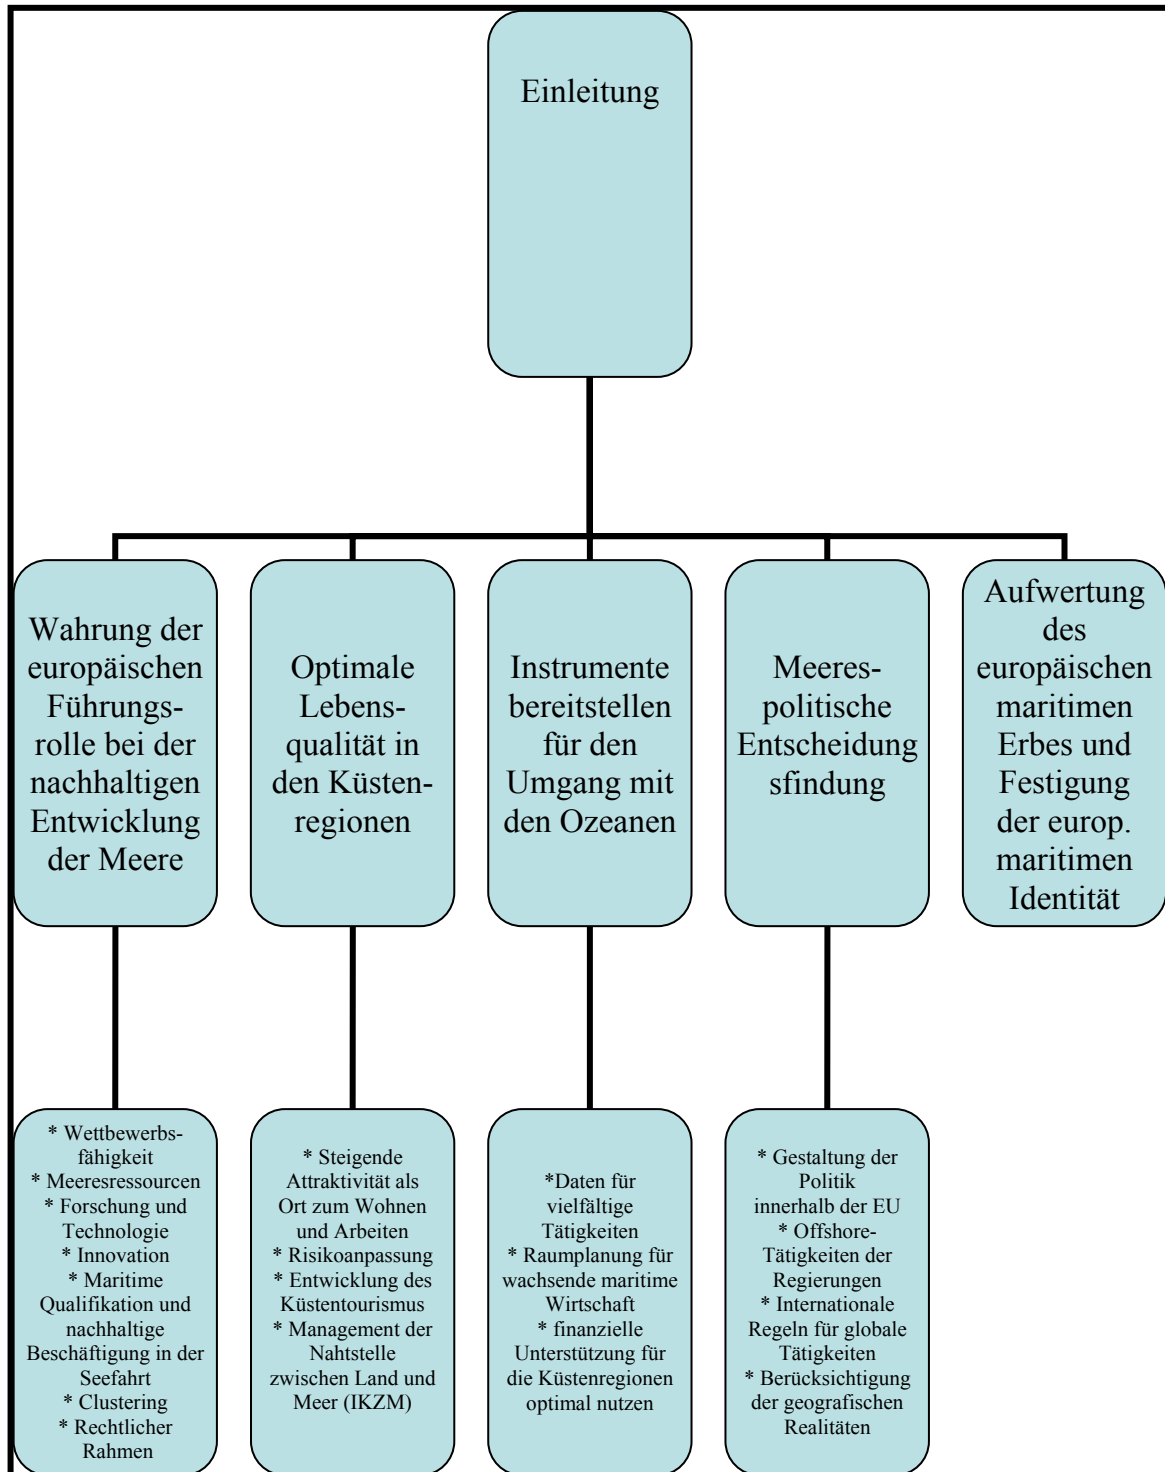 Einleitung
Wahrung der
europäischen
Führungs-
rolle bei der
nachhaltigen
Entwicklung
der Meere
Optimale
Lebens-
qualität in
den Küsten-
regionen
Instrumente
bereitstellen
für den
Umgang mit
den Ozeanen
Meeres-
politische
Entscheidung
sfindung
Aufwertung
des
europäischen
maritimen
Erbes und
Festigung
der europ.
maritimen
Identität
* Wettbewerbs-
fähigkeit
* Meeresressourcen
* Forschung und
Technologie
* Innovation
* Maritime
Qualifikation und
nachhaltige
Beschäftigung in der
Seefahrt
* Clustering
* Rechtlicher
Rahmen
* Steigende
Attraktivität als
Ort zum Wohnen
und Arbeiten
* Risikoanpassung
* Entwicklung des
Küstentourismus
* Management der
Nahtstelle
zwischen Land und
Meer (IKZM)
*Daten für
vielfältige
Tätigkeiten
* Raumplanung für
wachsende maritime
Wirtschaft
* finanzielle
Unterstützung für
die Küstenregionen
optimal nutzen
* Gestaltung der
Politik
innerhalb der EU
* Offshore-
Tätigkeiten der
Regierungen
* Internationale
Regeln für globale
Tätigkeiten
* Berücksichtigung
der geografischen
Realitäten